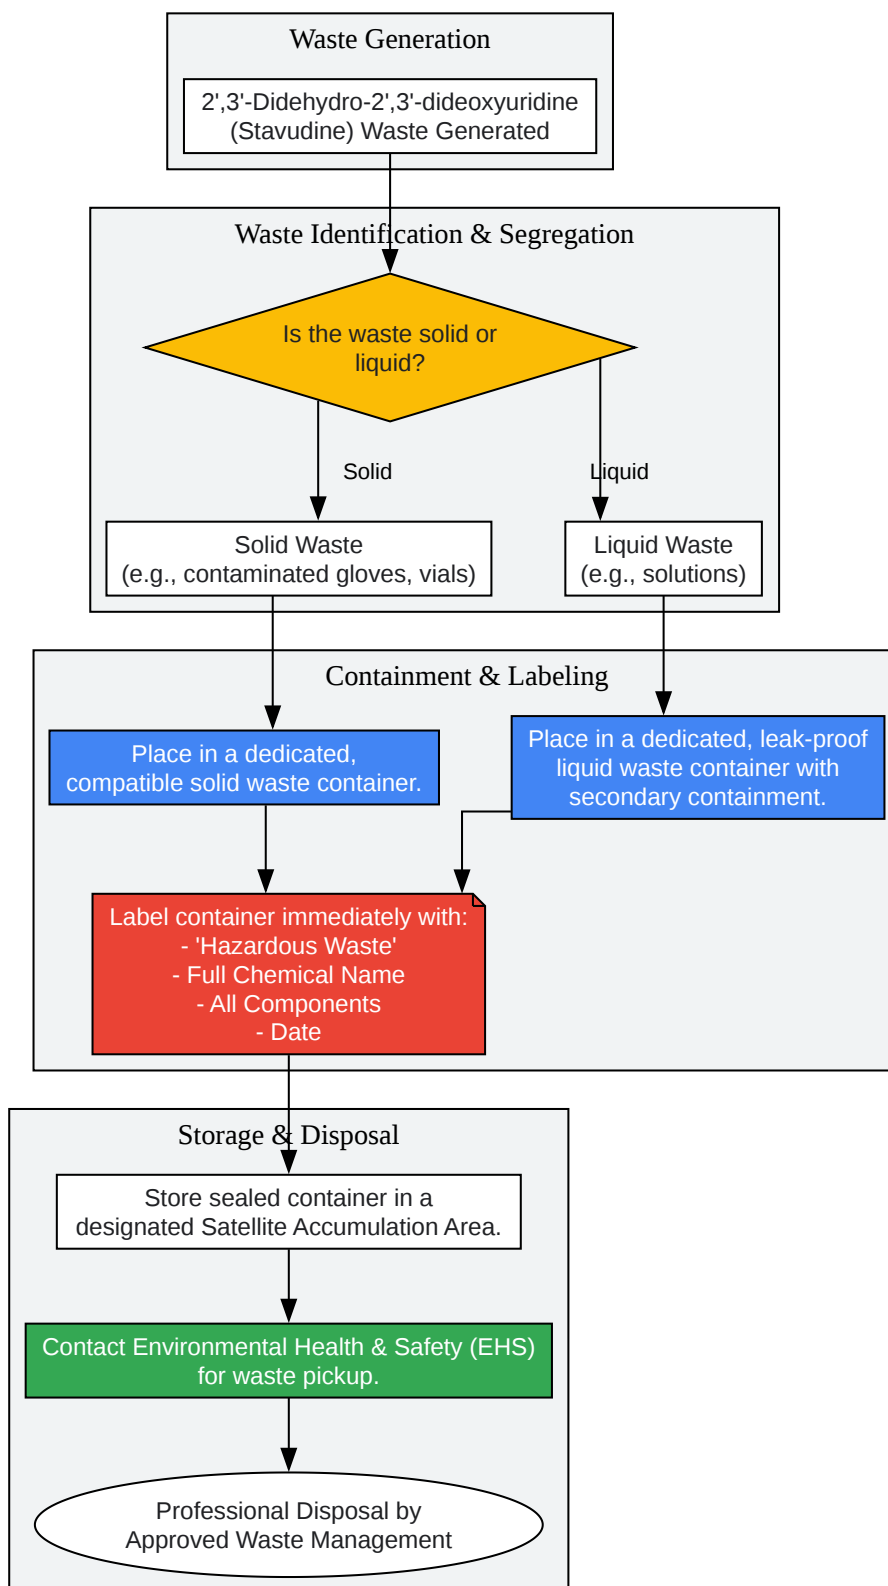 Waste Generation
2',3'-Didehydro-2',3'-dideoxyuridine
(Stavudine) Waste Generated
Waste Identification & Segregation
Is the waste solid or
liquid?
Solid
Liquid
Solid Waste
(e.g., contaminated gloves, vials)
Liquid Waste
(e.g., solutions)
Containment & Labeling
Place in a dedicated,
compatible solid waste container.
Place in a dedicated, leak-proof
liquid waste container with
secondary containment.
Label container immediately with:
- 'Hazardous Waste'
- Full Chemical Name
- All Components
- Date
Storage & Disposal
Store sealed container in a
designated Satellite Accumulation Area.
Contact Environmental Health & Safety (EHS)
for waste pickup.
Professional Disposal by
Approved Waste Management